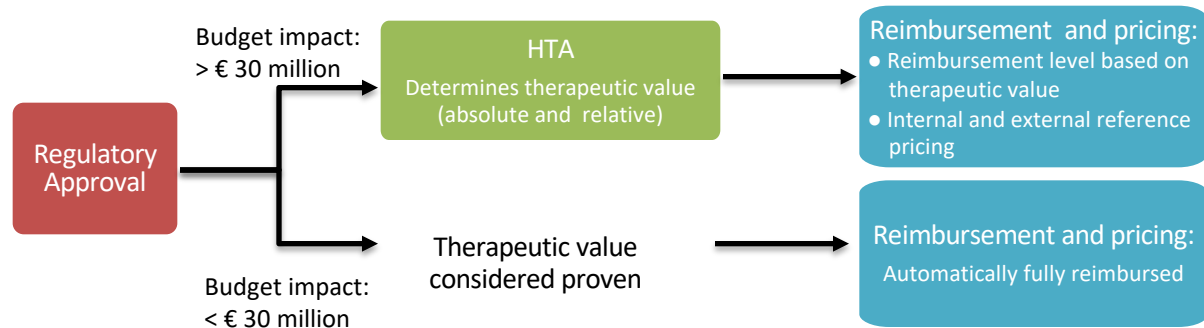 Regulatory
Approval
Budget impact:
> € 30 million
HTA
Determines therapeutic value
(absolute and relative)
Reimbursement and pricing:
● Reimbursement level based on
therapeutic value
● Internal and external reference
pricing
Budget impact:
< € 30 million
Therapeutic value
considered proven
Reimbursement and pricing:
Automatically fully reimbursed